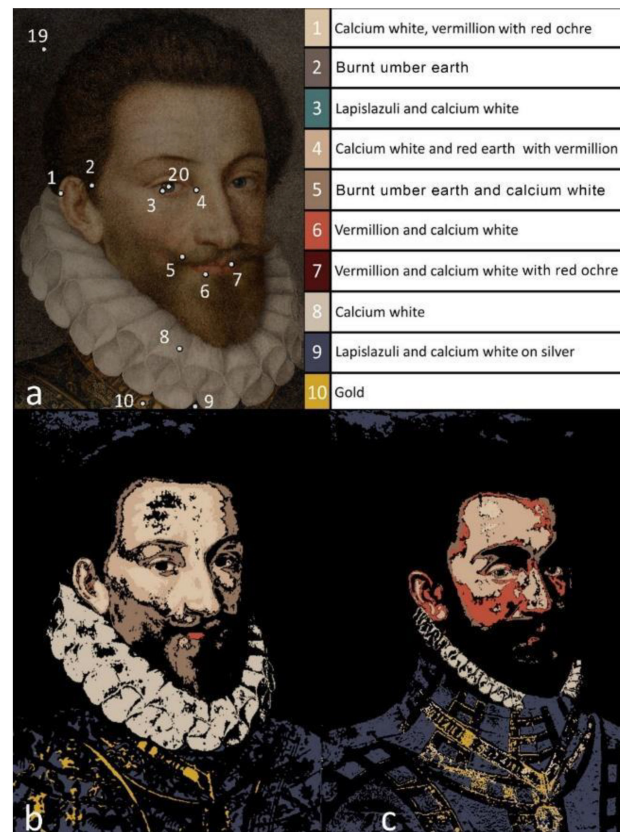 19
1 2
20
3 4
5
6 7
8
10 9
a
1 Calcium white, vermillion with red ochre
2 Burnt umber earth
3 Lapislazuli and calcium white
4 Calcium white and red earth with vermillion
5 Burnt umber earth and calcium white
6 Vermillion and calcium white
7 Vermillion and calcium white with red ochre
8 Calcium white
9 Lapislazuli and calcium white on silver
10 Gold
b
c